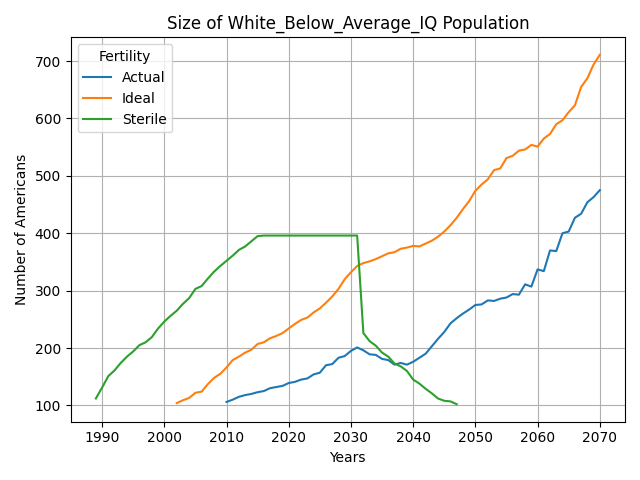 Size of White_Below_Average_IQ Population
Fertility
Actual
Ideal
Sterile
Number of Americans
700
600
500
400
300
200
100
1990 2000 2010 2020 2030 2040 2050 2060 2070
Years